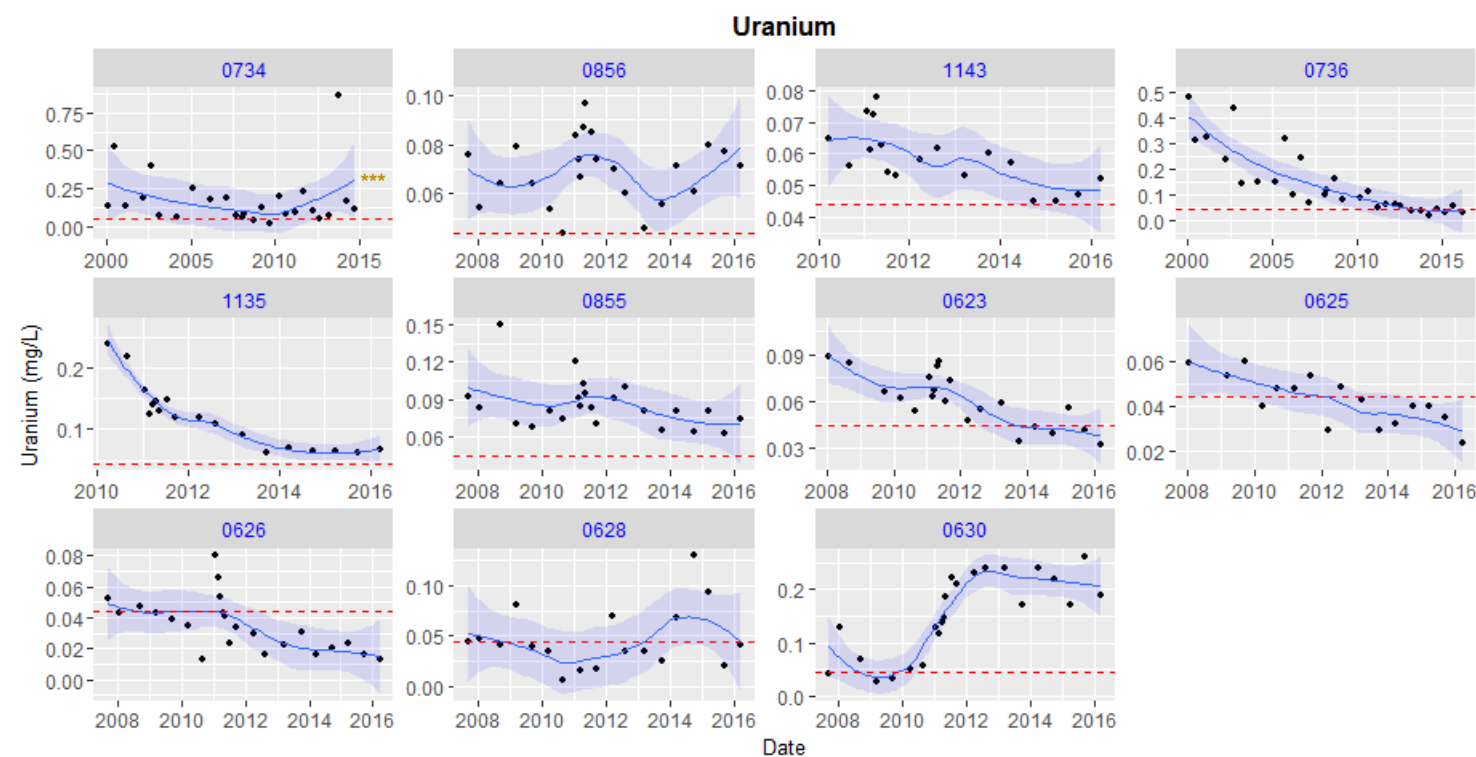 Uranium
0734 0856 1143 0736
0.75 0.50 0.25 0.00
***
0.10 0.08 0.06
0.08 0.07 0.06 0.05 0.04
0.5 0.4 0.3 0.2 0.1 0.0
2000 2005 2010 2015
2008 2010 2012 2014 2016
2010 2012 2014 2016
2000 2005 2010 2015
Uranium (mg/L)
1135 0855 0623 0625
0.2 0.1
0.15 0.12 0.09 0.06
0.09 0.06 0.03
0.06 0.04 0.02
2010 2012 2014 2016
2008 2010 2012 2014 2016
2008 2010 2012 2014 2016
2008 2010 2012 2014 2016
0626 0628 0630
0.08 0.06 0.04 0.02 0.00
0.10 0.05 0.00
0.2 0.1 0.0
2008 2010 2012 2014 2016
2008 2010 2012 2014 2016
2008 2010 2012 2014 2016
Date